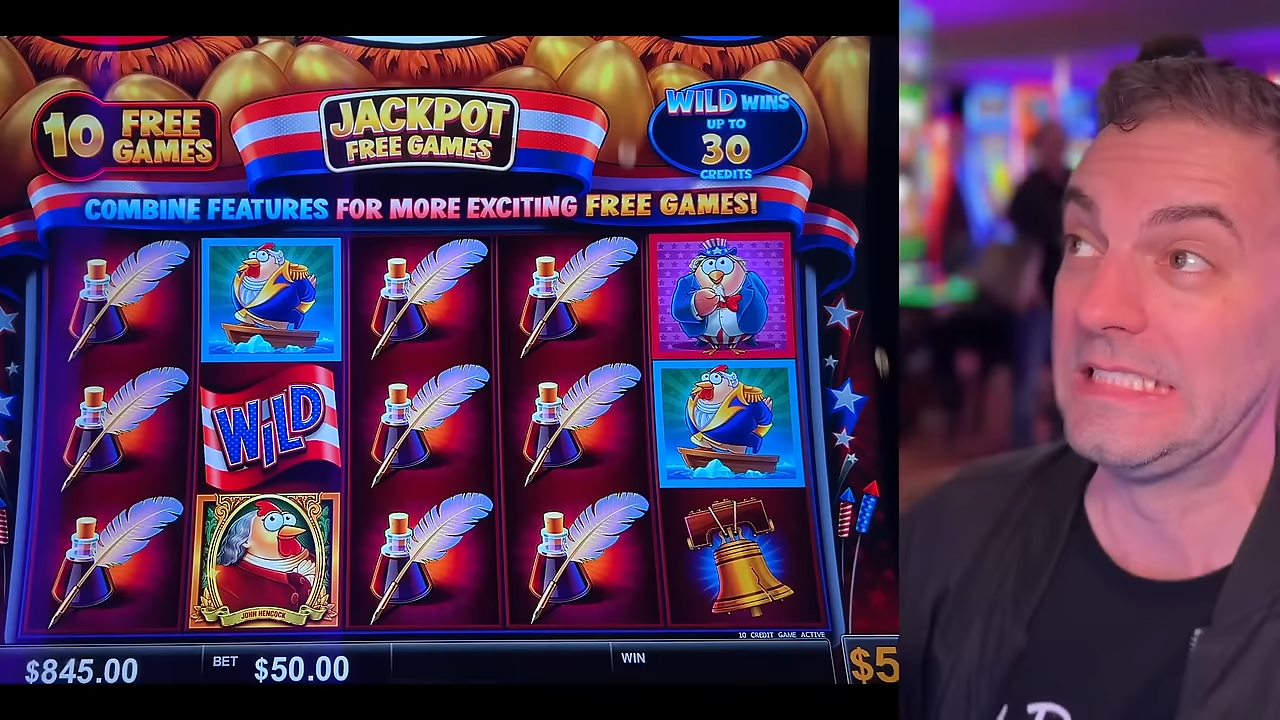 10 FREE
GAMES
JACKPOT
FREE GAMES
WILD WINS
UP TO
30
CREDITS
COMBINE FEATURES FOR MORE EXCITING FREE GAMES!
WILD
JOHN HENCOCK
10 CREDIT GAME ACTIVE
$845.00
BET $50.00
WIN
$5